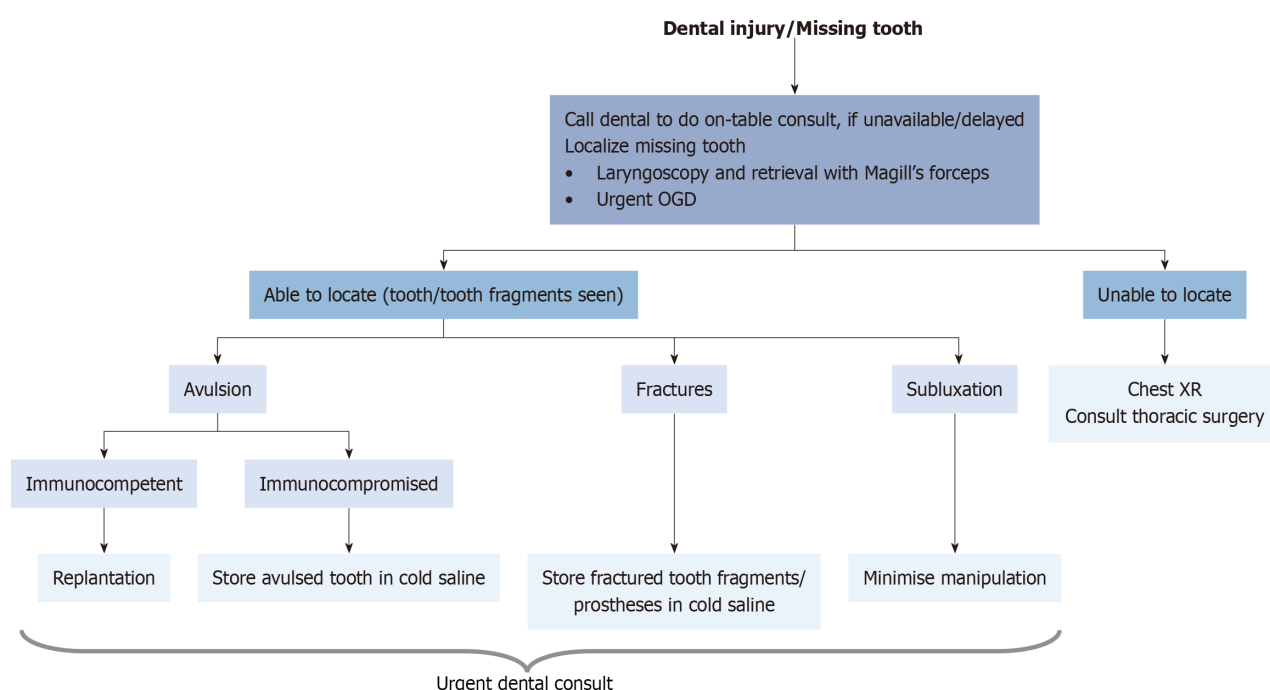 Dental injury/Missing tooth
Call dental to do on-table consult, if unavailable/delayed
Localize missing tooth
• Laryngoscopy and retrieval with Magill’s forceps
• Urgent OGD
Able to locate (tooth/tooth fragments seen)
Unable to locate
Avulsion
Fractures
Subluxation
Chest XR
Consult thoracic surgery
Immunocompetent
Immunocompromised
Replantation
Store avulsed tooth in cold saline
Store fractured tooth fragments/
prostheses in cold saline
Minimise manipulation
Urgent dental consult